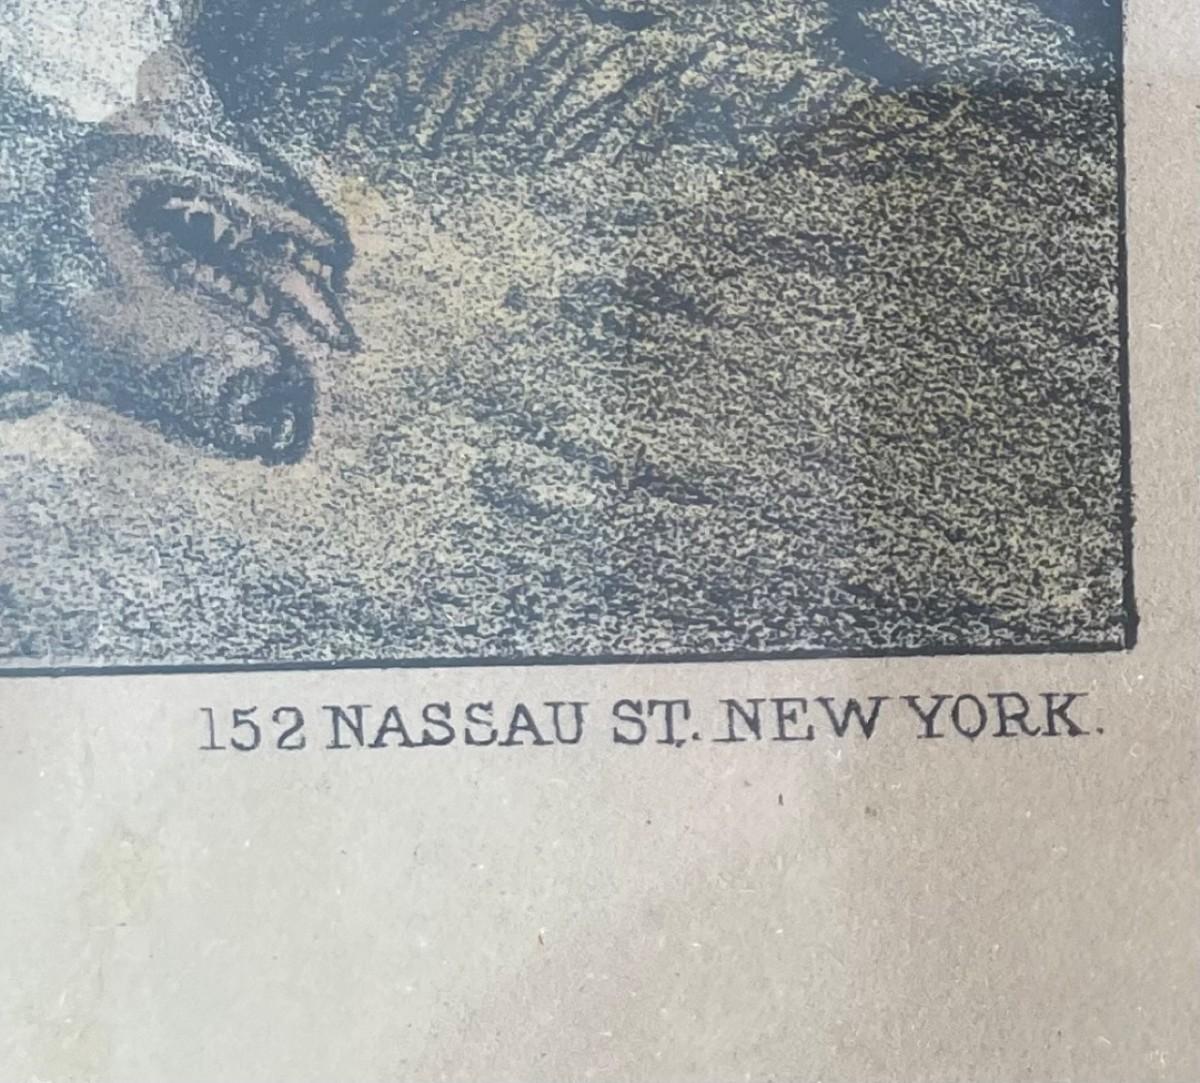 152 NASSAU ST. NEW YORK.